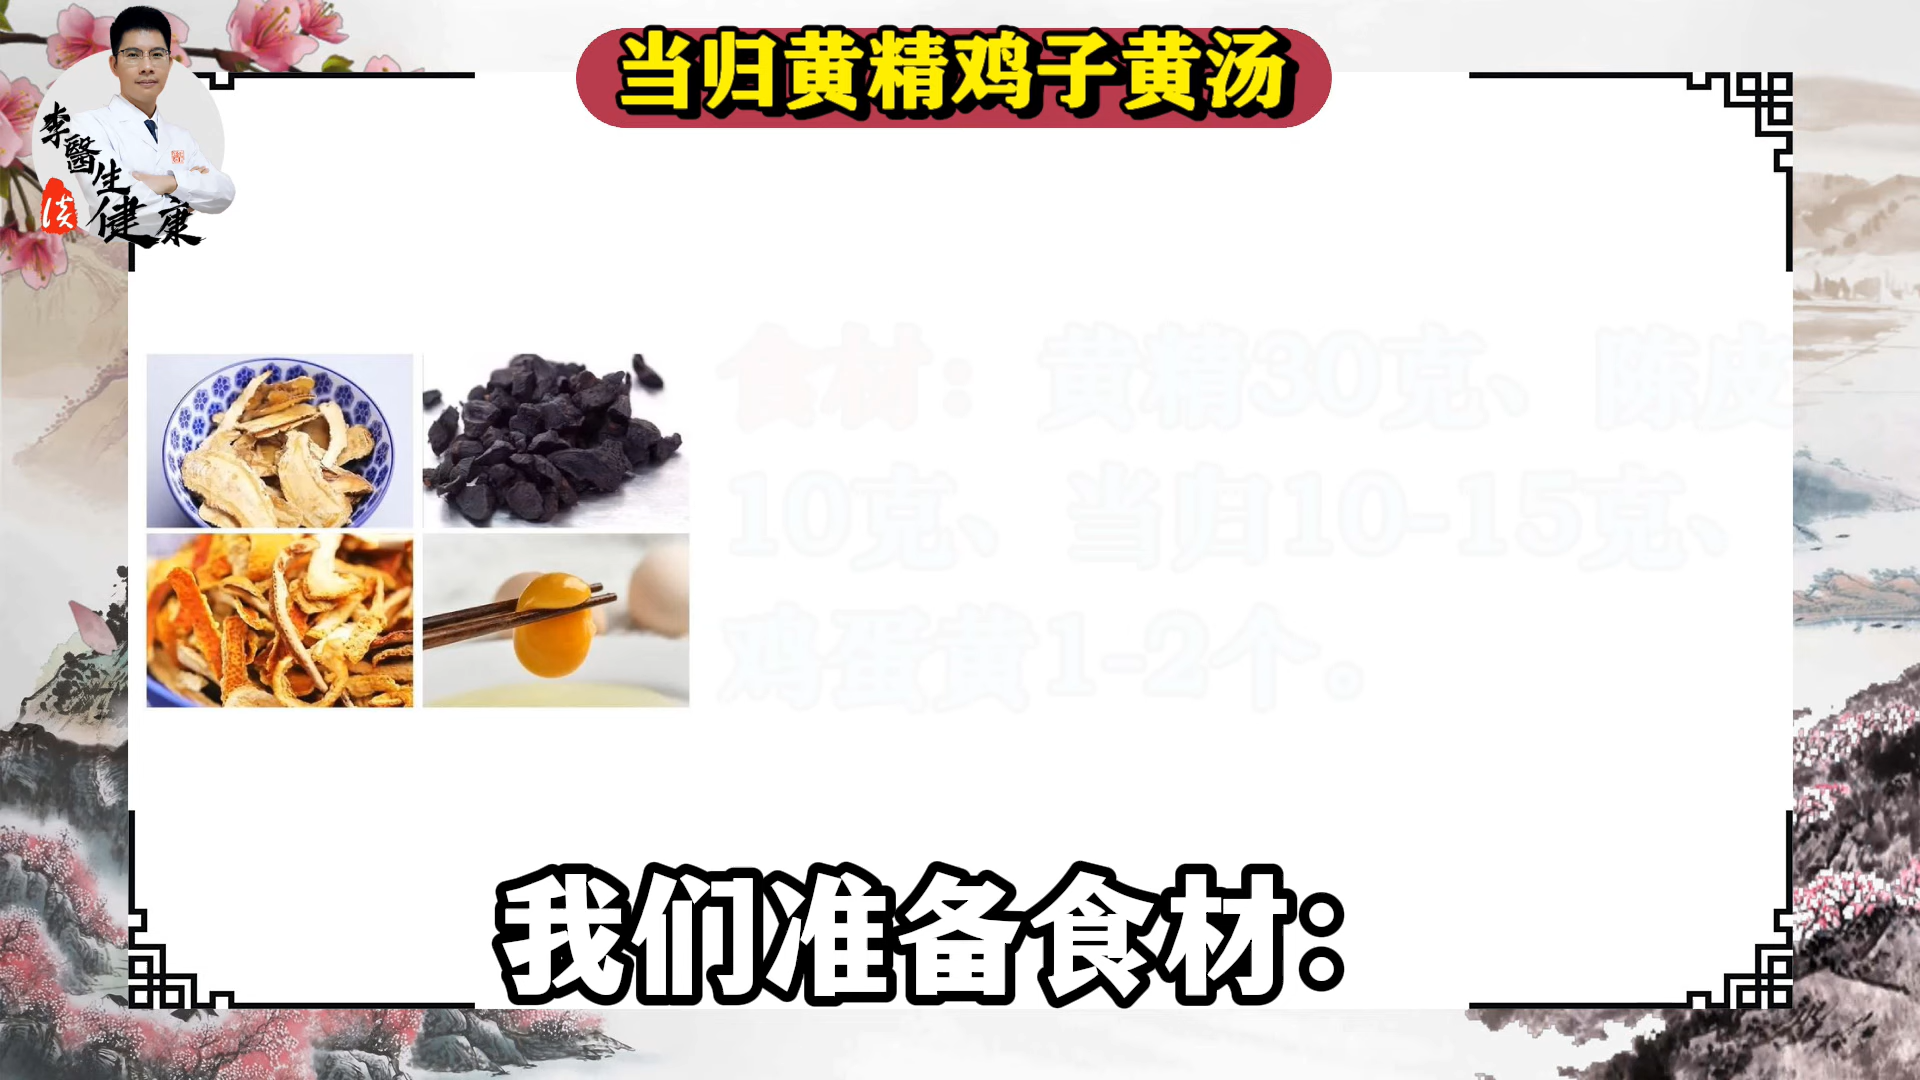 当归黄精鸡子黄汤
李醫生
谈健康
食材：黄精30克、陈皮
10克、当归10-15克、
鸡蛋黄1-2个。
我们准备食材：